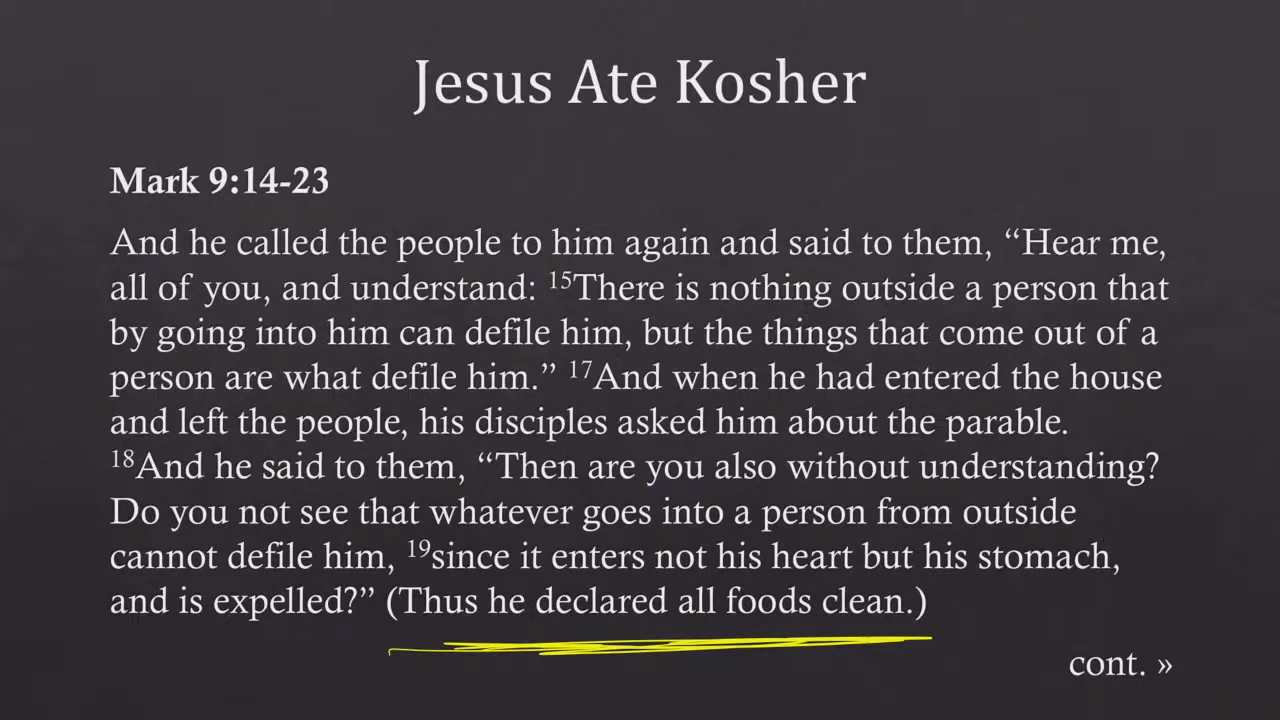 Jesus Ate Kosher
Mark 9:14-23
And he called the people to him again and said to them, “Hear me,
all of you, and understand: ¹⁵There is nothing outside a person that
by going into him can defile him, but the things that come out of a
person are what defile him.” ¹⁷And when he had entered the house
and left the people, his disciples asked him about the parable.
¹⁸And he said to them, “Then are you also without understanding?
Do you not see that whatever goes into a person from outside
cannot defile him, ¹⁹since it enters not his heart but his stomach,
and is expelled?” (Thus he declared all foods clean.)
cont. »